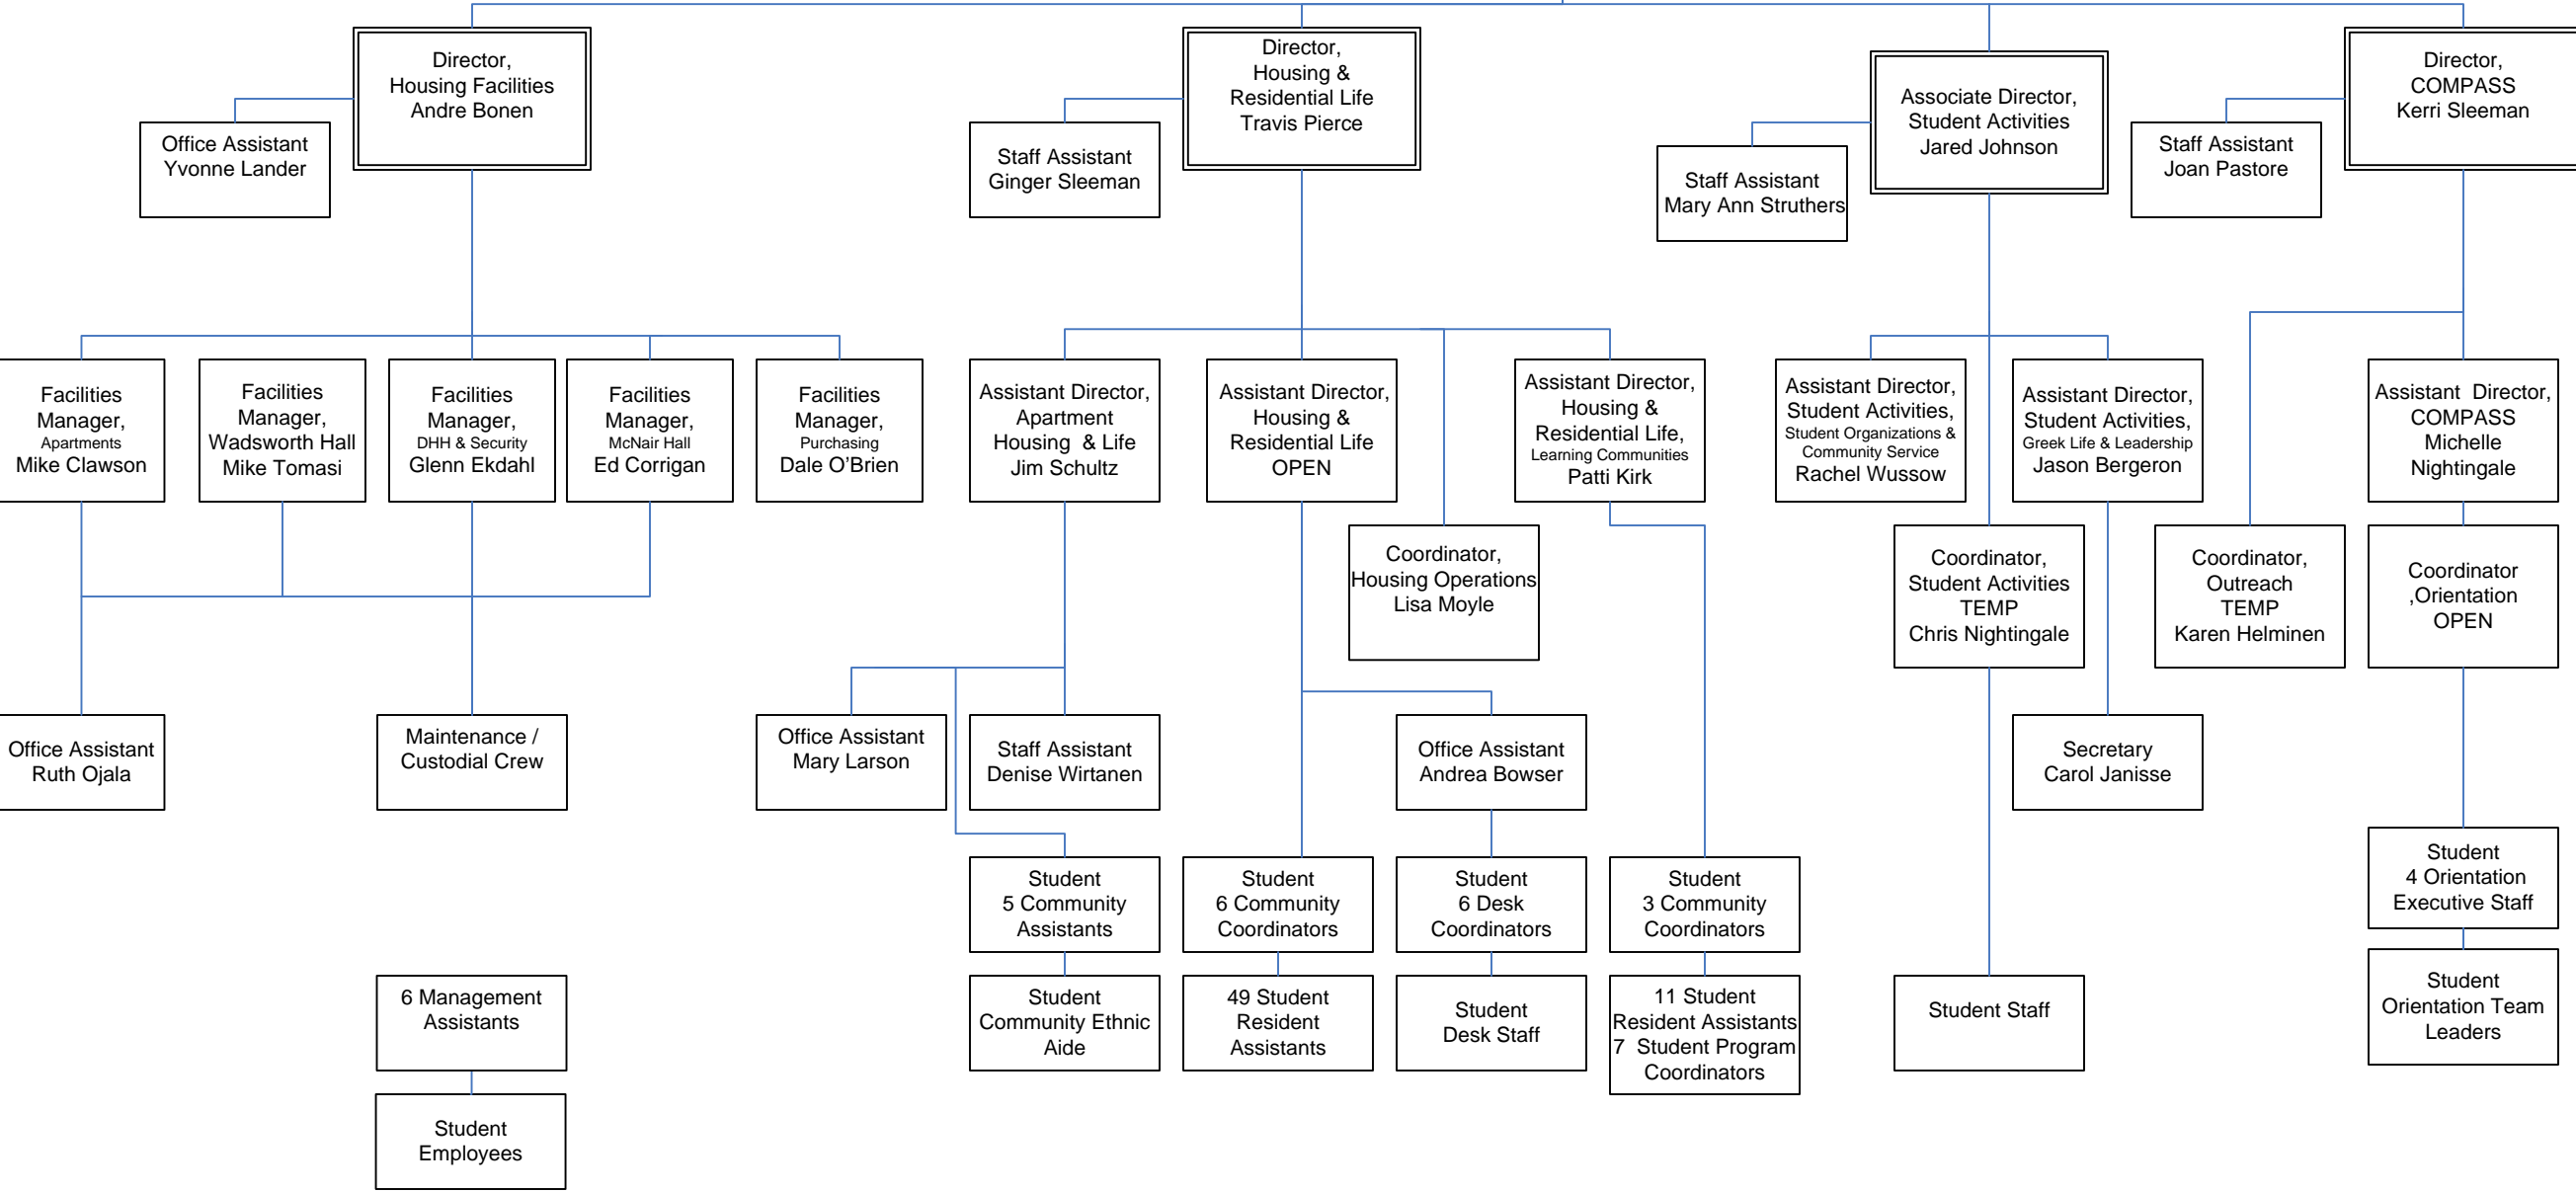 Director,
Housing Facilities
Andre Bonen
Office Assistant
Yvonne Lander
Director,
Housing &
Residential Life
Travis Pierce
Staff Assistant
Ginger Sleeman
Associate Director,
Student Activities
Jared Johnson
Staff Assistant
Mary Ann Struthers
Director,
COMPASS
Kerri Sleeman
Staff Assistant
Joan Pastore
Facilities
Manager,
Apartments
Mike Clawson
Facilities
Manager,
Wadsworth Hall
Mike Tomasi
Facilities
Manager,
DHH & Security
Glenn Ekdahl
Facilities
Manager,
McNair Hall
Ed Corrigan
Facilities
Manager,
Purchasing
Dale O’Brien
Assistant Director,
Apartment
Housing & Life
Jim Schultz
Assistant Director,
Housing &
Residential Life
OPEN
Assistant Director,
Housing &
Residential Life,
Learning Communities
Patti Kirk
Assistant Director,
Student Activities,
Student Organizations &
Community Service
Rachel Wussow
Assistant Director,
Student Activities,
Greek Life & Leadership
Jason Bergeron
Assistant Director,
COMPASS
Michelle
Nightingale
Coordinator,
Housing Operations
Lisa Moyle
Coordinator,
Student Activities
TEMP
Chris Nightingale
Coordinator,
Outreach
TEMP
Karen Helminen
Coordinator
,Orientation
OPEN
Office Assistant
Ruth Ojala
Maintenance /
Custodial Crew
Office Assistant
Mary Larson
Staff Assistant
Denise Wirtanen
Office Assistant
Andrea Bowser
Secretary
Carol Janisse
Student
5 Community
Assistants
Student
6 Community
Coordinators
Student
6 Desk
Coordinators
Student
3 Community
Coordinators
Student
4 Orientation
Executive Staff
6 Management
Assistants
Student
Community Ethnic
Aide
49 Student
Resident
Assistants
Student
Desk Staff
11 Student
Resident Assistants
7 Student Program
Coordinators
Student Staff
Student
Orientation Team
Leaders
Student
Employees